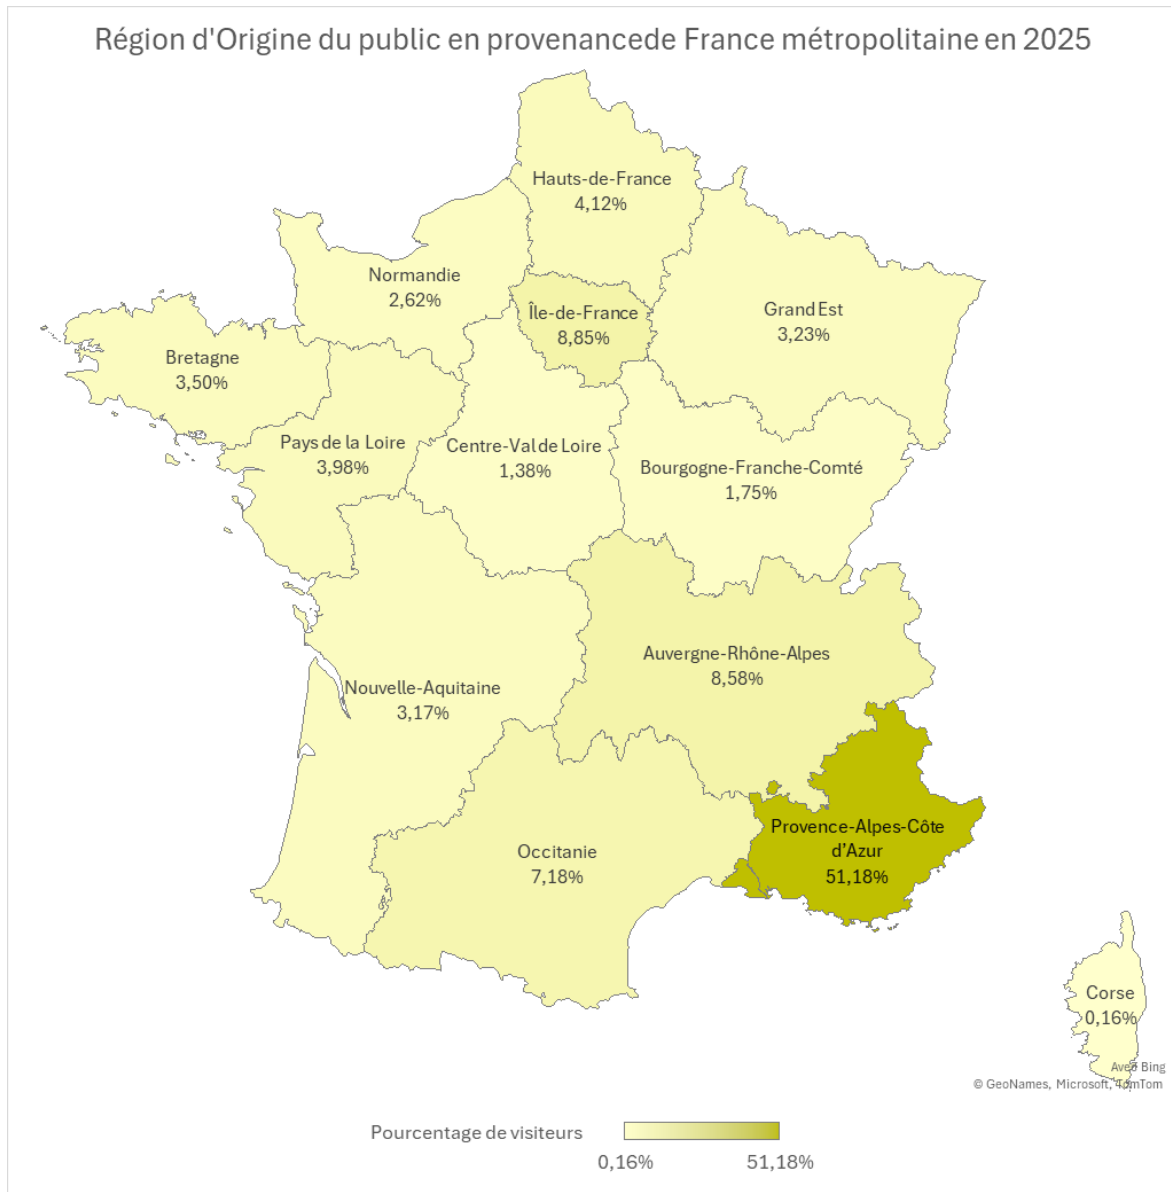 Région d'Origine du public en provenancede France métropolitaine en 2025
Hauts-de-France
4,12%
Normandie
2,62%
Île-de-France
8,85%
Grand Est
3,23%
Bretagne
3,50%
Pays de la Loire
3,98%
Centre-Val de Loire
1,38%
Bourgogne-Franche-Comté
1,75%
Auvergne-Rhône-Alpes
8,58%
Nouvelle-Aquitaine
3,17%
Occitanie
7,18%
Provence-Alpes-Côte
d’Azur
51,18%
Corse
0,16%
Avec Bing
© GeoNames, Microsoft, TomTom
Pourcentage de visiteurs
0,16%
51,18%